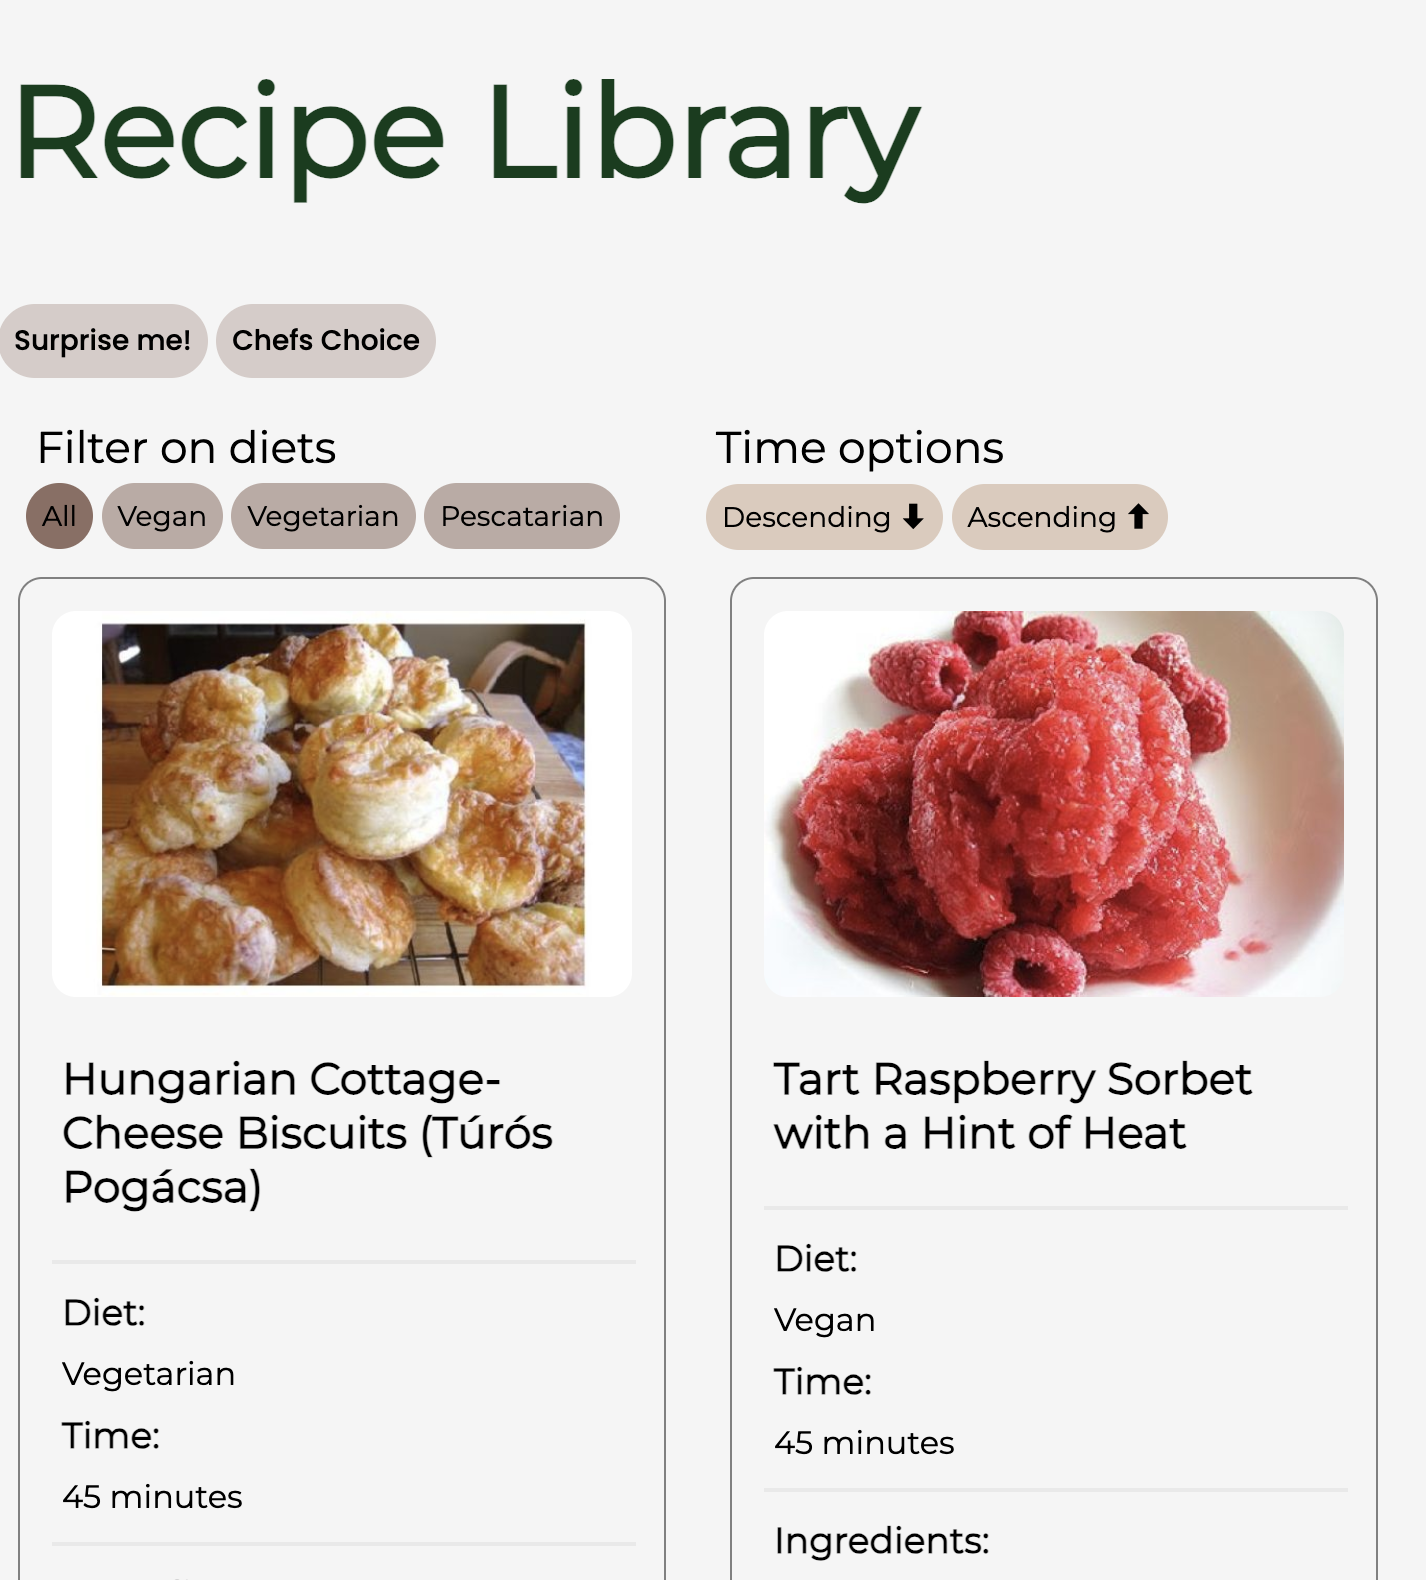 Recipe Library
Surprise me! Chefs Choice
Filter on diets
All Vegan Vegetarian Pescatarian
Time options
Descending ⬇ Ascending ⬆
Hungarian Cottage-
Cheese Biscuits (Túrós
Pogácsa)
Diet:
Vegetarian
Time:
45 minutes
Tart Raspberry Sorbet
with a Hint of Heat
Diet:
Vegan
Time:
45 minutes
Ingredients: